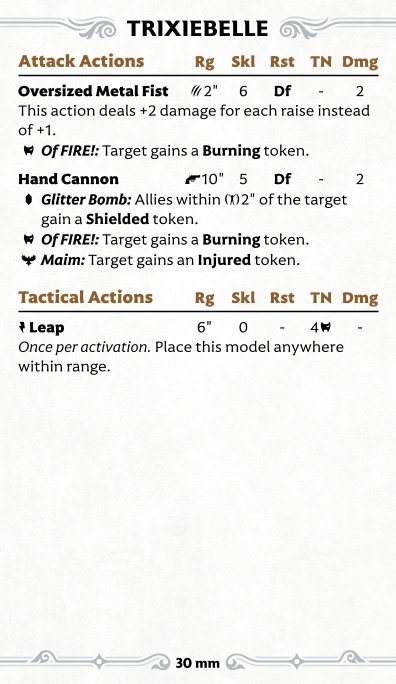 TRIXIEBELLE
Attack Actions Rg Skl Rst TN Dmg
Oversized Metal Fist 2" 6 Df - 2
This action deals +2 damage for each raise instead
of +1.
Of FIRE!: Target gains a Burning token.
Hand Cannon 10" 5 Df - 2
Glitter Bomb: Allies within 2" of the target
gain a Shielded token.
Of FIRE!: Target gains a Burning token.
Maim: Target gains an Injured token.
Tactical Actions Rg Skl Rst TN Dmg
Leap 6" 0 - 4 -
Once per activation. Place this model anywhere
within range.
30 mm